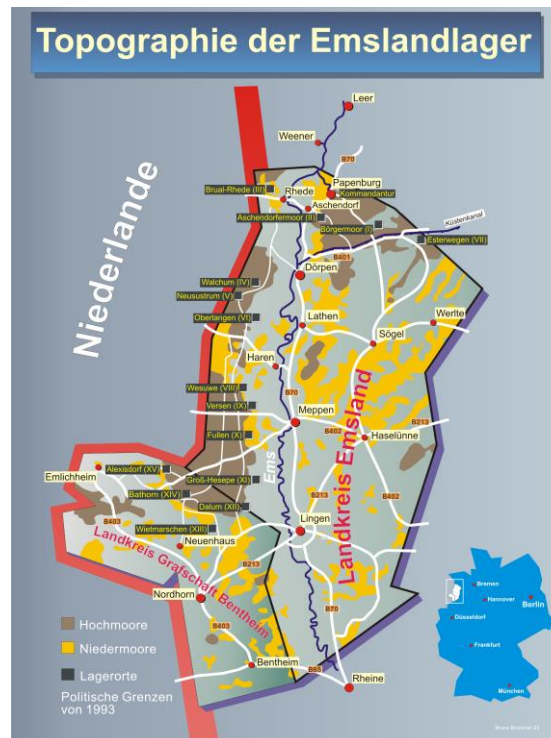 Topographie der Emslandlager
Leer
Weener
B70
Niederlande
Brual-Rhede (III)
Rhede
Papenburg
Kommandantur
Aschendorf
Aschendorfermoor (II)
Börgermoor (I)
Küstenkanal
Esterwegen (VII)
B401
Dörpen
Walchum (IV)
Neusustrum (V)
Oberlangen (VI)
Lathen
Werlte
Sögel
Haren
Wesuwe (VIII)
B70
Versen (IX)
Meppen
B213
Fullen (X)
B402
Haselünne
Landkreis Emsland
Ems
Alexisdorf (XV)
Emlichheim
Groß-Hesepe (XI)
Bathorn (XIV)
B213
B402
Dalum (XII)
B403
Wietmarschen (XIII)
Lingen
Neuenhaus
Landkreis Grafschaft Bentheim
B213
Nordhorn
B70
B403
Bentheim
B65
Rheine
Hochmoore
Niedermoore
Lagerorte
Politische Grenzen
von 1993
Bremen
Hannover
Berlin
Düsseldorf
Frankfurt
München